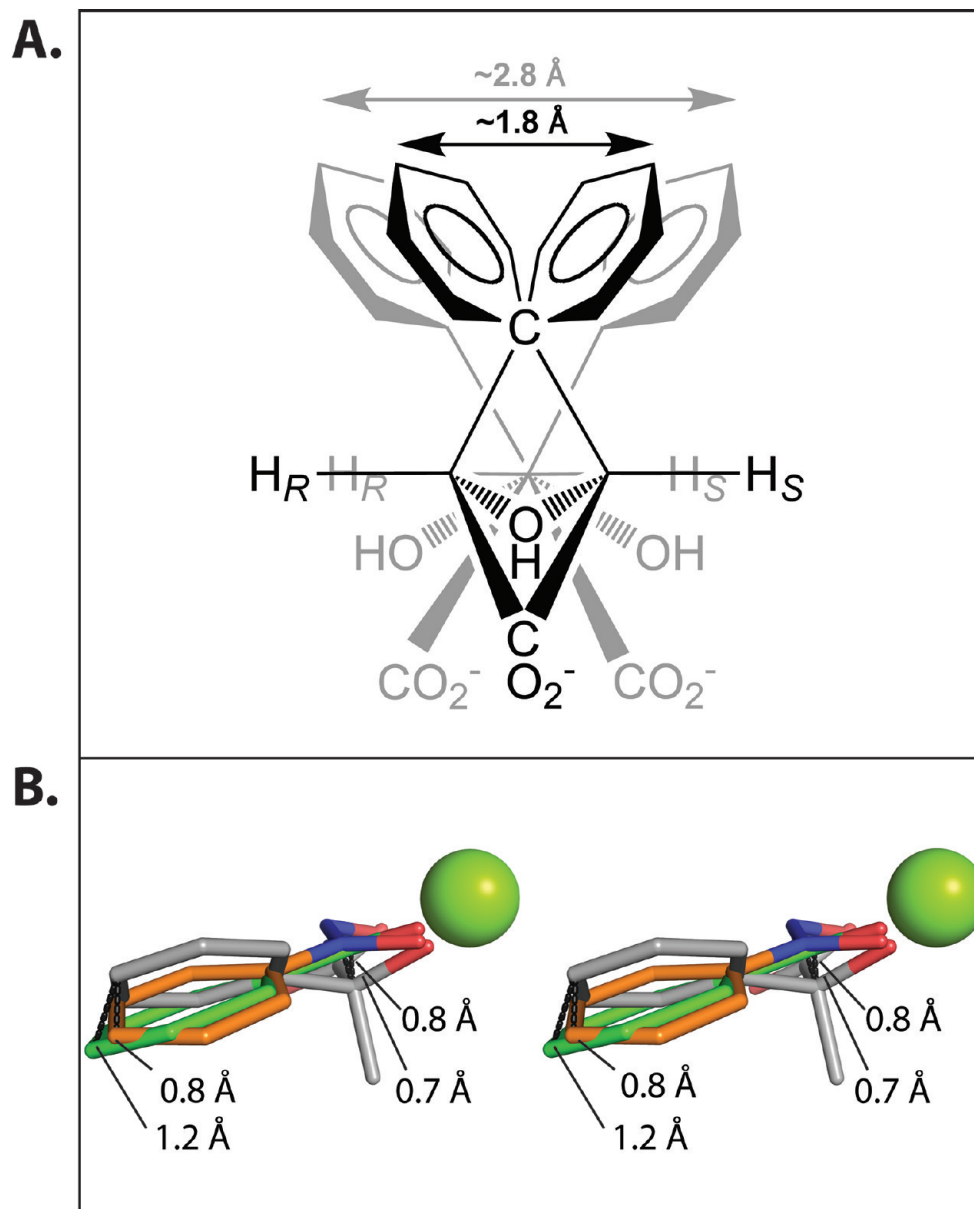 A.
~2.8 Å
~1.8 Å
C
H_R H_R H_S H_S
HO O H OH
C
CO₂⁻ O₂⁻ CO₂⁻
B.
0.8 Å 0.8 Å
0.8 Å 0.7 Å 0.8 Å 0.7 Å
1.2 Å 1.2 Å